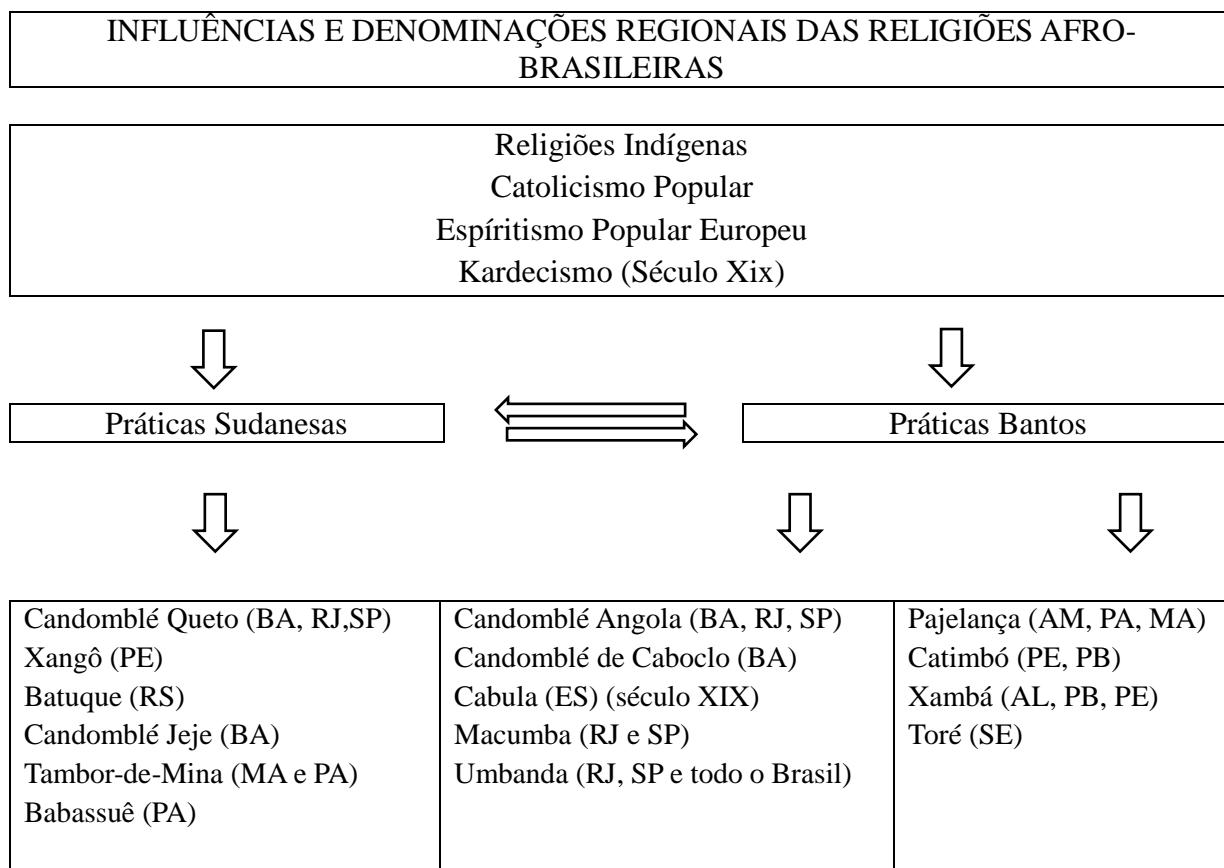 INFLUÊNCIAS E DENOMINAÇÕES REGIONAIS DAS RELIGIÕES AFRO-
BRASILEIRAS
Religiões Indígenas
Catolicismo Popular
Espíritismo Popular Europeu
Kardecismo (Século Xix)
Práticas Sudanesas
Práticas Bantos
Candomblé Queto (BA, RJ,SP)
Xangô (PE)
Batuque (RS)
Candomblé Jeje (BA)
Tambor-de-Mina (MA e PA)
Babassuê (PA)
Candomblé Angola (BA, RJ, SP)
Candomblé de Caboclo (BA)
Cabula (ES) (século XIX)
Macumba (RJ e SP)
Umbanda (RJ, SP e todo o Brasil)
Pajelança (AM, PA, MA)
Catimbó (PE, PB)
Xambá (AL, PB, PE)
Toré (SE)